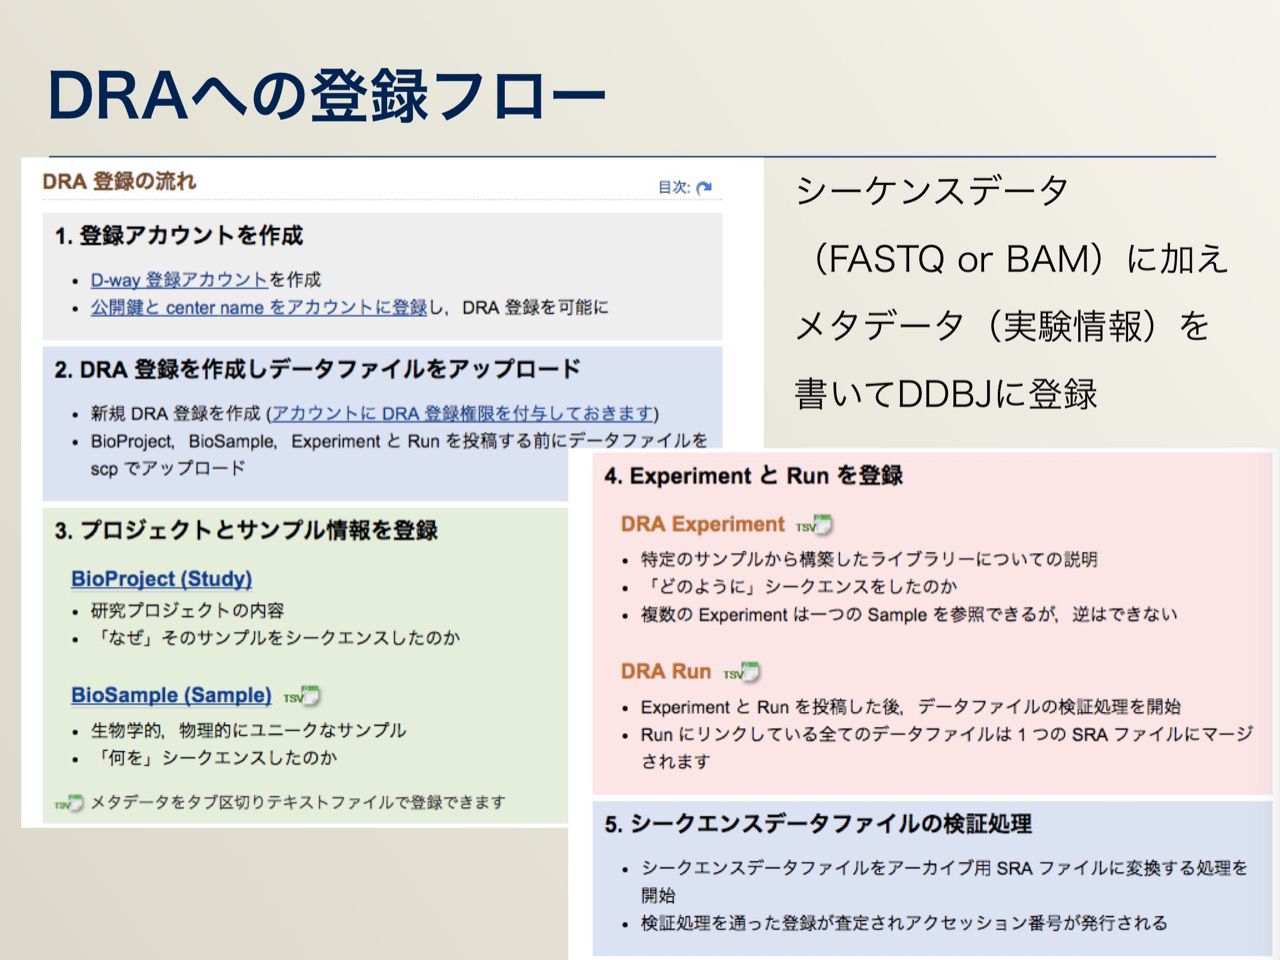 DRAへの登録フロー
DRA 登録の流れ
目次:
1. 登録アカウントを作成
• D-way 登録アカウントを作成
• 公開鍵と center name をアカウントに登録し，DRA 登録を可能に
2. DRA 登録を作成しデータファイルをアップロード
• 新規 DRA 登録を作成 (アカウントに DRA 登録権限を付与しておきます)
• BioProject，BioSample，Experiment と Run を投稿する前にデータファイルを
scp でアップロード
3. プロジェクトとサンプル情報を登録
BioProject (Study)
• 研究プロジェクトの内容
• 「なぜ」そのサンプルをシークエンスしたのか
BioSample (Sample) TSV
• 生物学的，物理的にユニークなサンプル
• 「何を」シークエンスしたのか
TSV メタデータをタブ区切りテキストファイルで登録できます
シーケンスデータ
（FASTQ or BAM）に加え
メタデータ（実験情報）を
書いてDDBJに登録
4. Experiment と Run を登録
DRA Experiment TSV
• 特定のサンプルから構築したライブラリーについての説明
• 「どのように」シークエンスをしたのか
• 複数の Experiment は一つの Sample を参照できるが，逆はできない
DRA Run TSV
• Experiment と Run を投稿した後，データファイルの検証処理を開始
• Run にリンクしている全てのデータファイルは 1 つの SRA ファイルにマージ
されます
5. シークエンスデータファイルの検証処理
• シークエンスデータファイルをアーカイブ用 SRA ファイルに変換する処理を
開始
• 検証処理を通った登録が査定されアクセッション番号が発行される